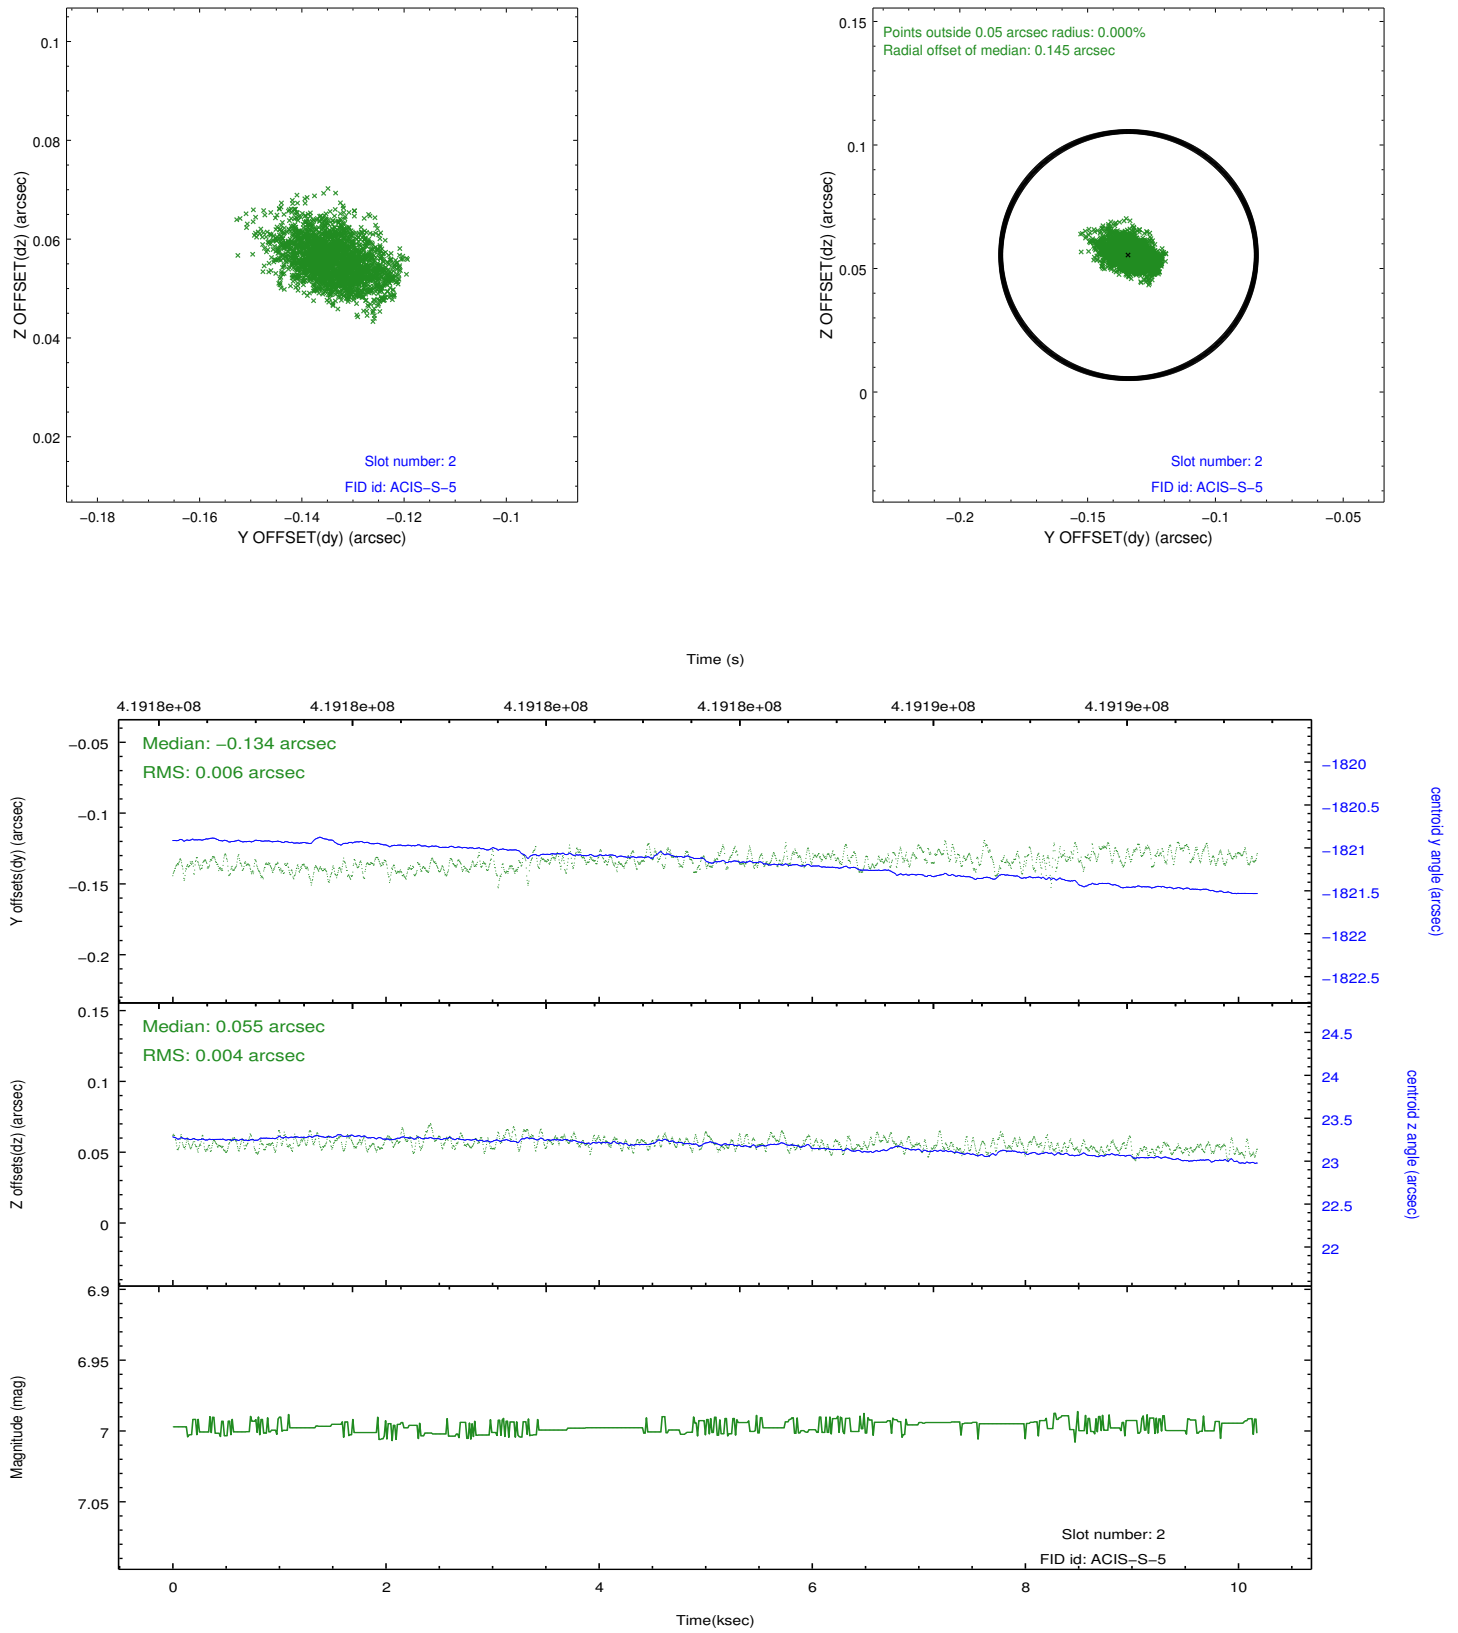 0.1
0.08
0.06
0.04
0.02
Z OFFSET(dz) (arcsec)
Slot number: 2
FID id: ACIS−S−5
−0.18 −0.16 −0.14 −0.12 −0.1
Y OFFSET(dy) (arcsec)
0.15
0.1
0.05
0
Z OFFSET(dz) (arcsec)
Points outside 0.05 arcsec radius: 0.000%
Radial offset of median: 0.145 arcsec
Slot number: 2
FID id: ACIS−S−5
−0.2 −0.15 −0.1 −0.05
Y OFFSET(dy) (arcsec)
Time (s)
4.1918e+08 4.1918e+08 4.1918e+08 4.1918e+08 4.1919e+08 4.1919e+08
−0.05
−0.1
−0.15
−0.2
Y offsets(dy) (arcsec)
Median: −0.134 arcsec
RMS: 0.006 arcsec
−1820
−1820.5
−1821
−1821.5
−1822
−1822.5
centroid y angle (arcsec)
0.15
0.1
0.05
0
Z offsets(dz) (arcsec)
Median: 0.055 arcsec
RMS: 0.004 arcsec
24.5
24
23.5
23
22.5
22
centroid z angle (arcsec)
6.9
6.95
7
7.05
Magnitude (mag)
Slot number: 2
FID id: ACIS−S−5
0 2 4 6 8 10
Time(ksec)